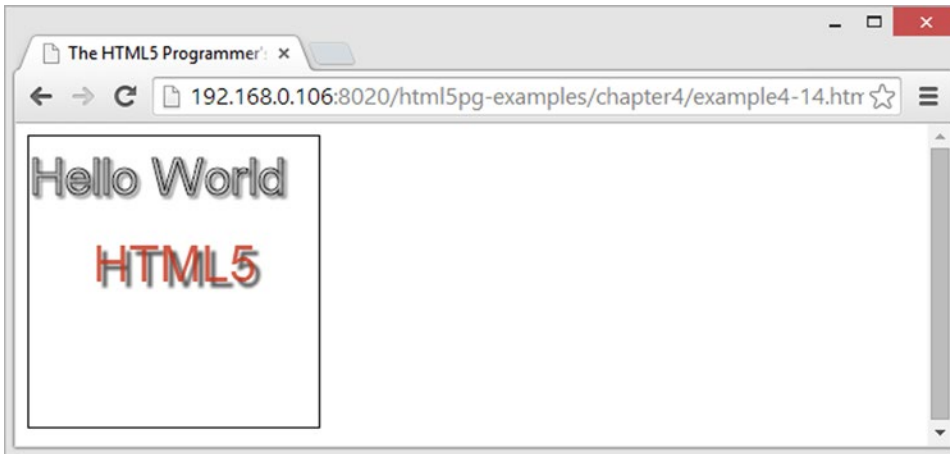 The HTML5 Programmer's
192.168.0.106:8020/html5pg-examples/chapter4/example4-14.htm
Hello World
HTML5